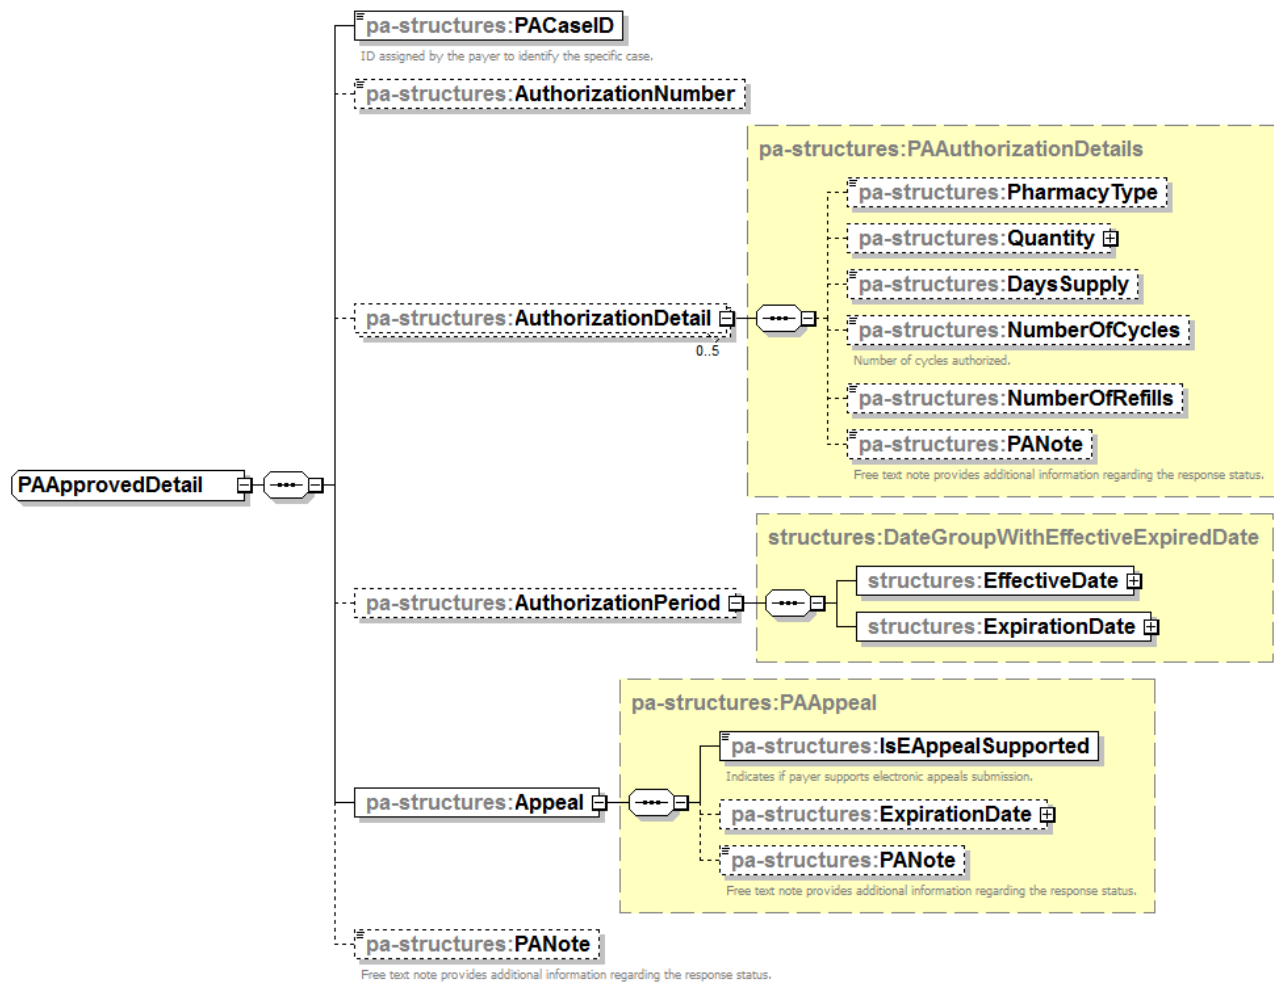 pa-structures:PACaseID
ID assigned by the payer to identify the specific case.
pa-structures:AuthorizationNumber
pa-structures:PAAuthorizationDetails
pa-structures:PharmacyType
pa-structures:Quantity
pa-structures:DaysSupply
pa-structures:AuthorizationDetail
0..5
pa-structures:NumberOfCycles
Number of cycles authorized.
pa-structures:NumberOfRefills
pa-structures:PANote
Free text note provides additional information regarding the response status.
PAApprovedDetail
structures:DateGroupWithEffectiveExpiredDate
structures:EffectiveDate
pa-structures:AuthorizationPeriod
structures:ExpirationDate
pa-structures:PAAppeal
pa-structures:IsEAppealSupported
Indicates if payer supports electronic appeals submission.
pa-structures:Appeal
pa-structures:ExpirationDate
pa-structures:PANote
Free text note provides additional information regarding the response status.
pa-structures:PANote
Free text note provides additional information regarding the response status.